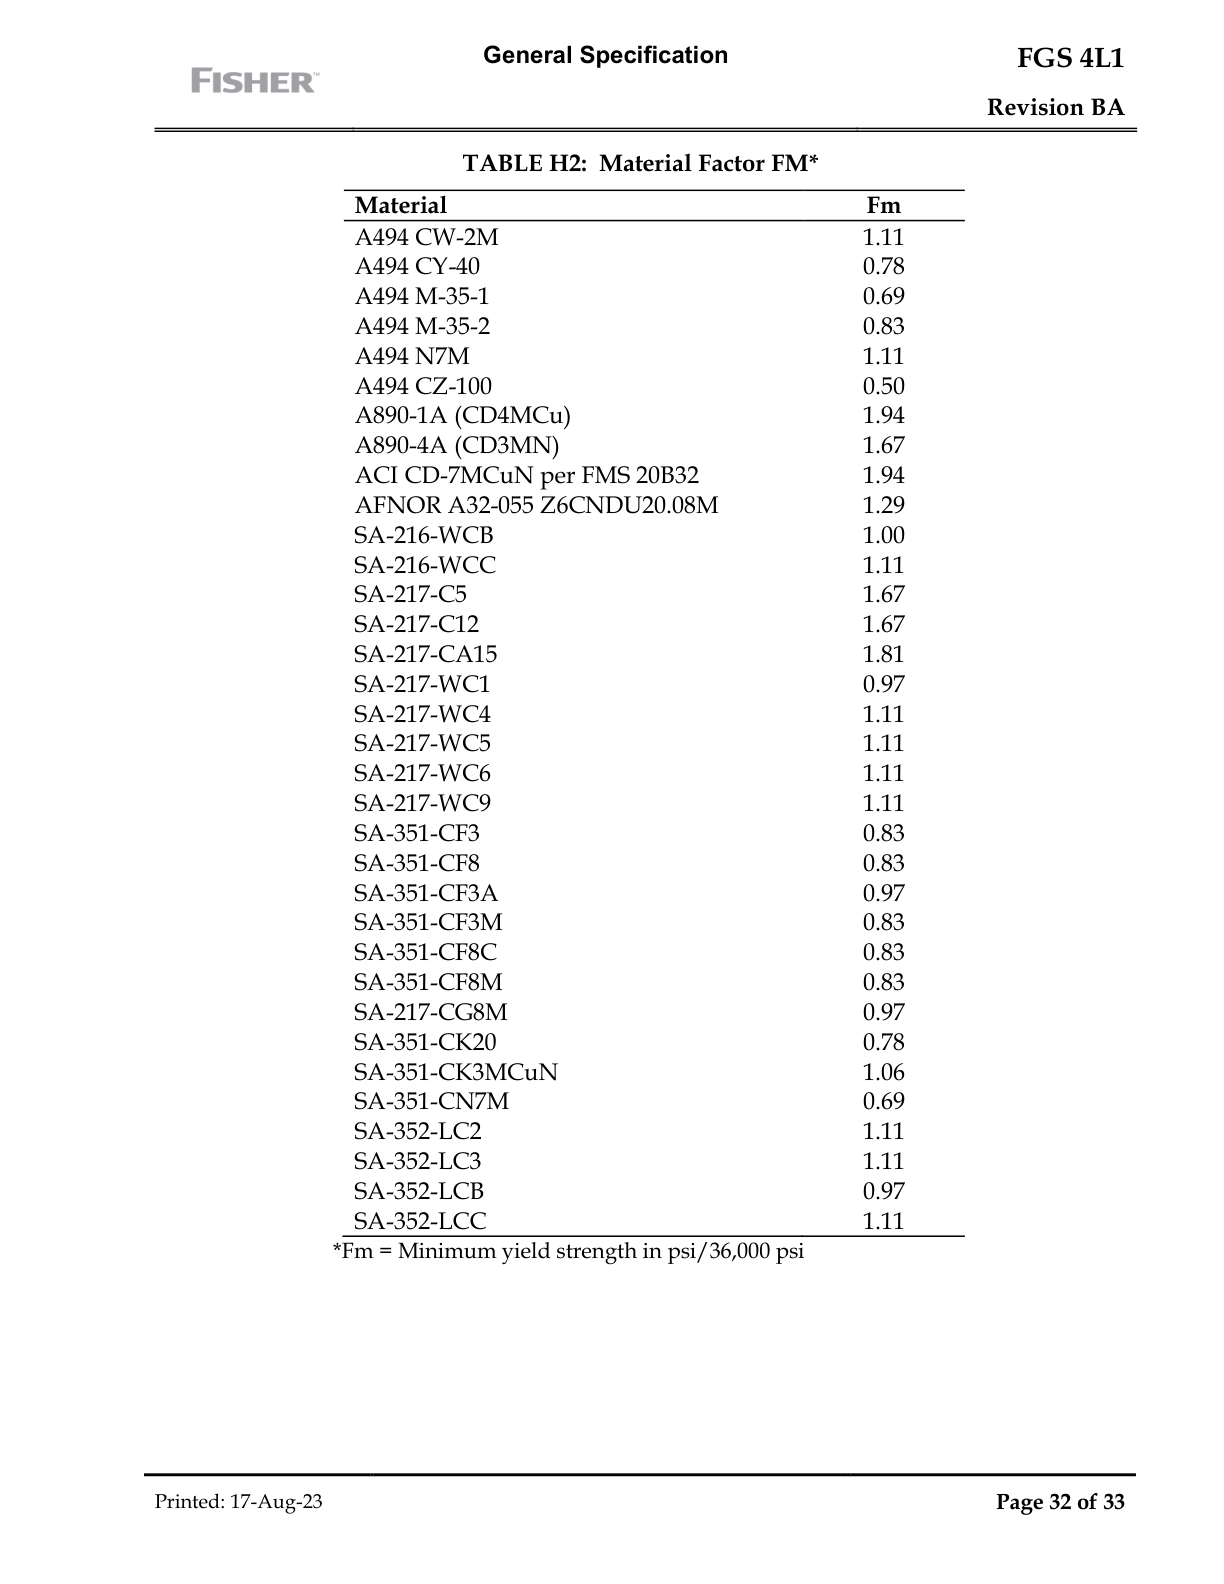 General Specification
FGS 4L1
FISHER™
Revision BA
TABLE H2: Material Factor FM*
Material Fm
A494 CW-2M 1.11
A494 CY-40 0.78
A494 M-35-1 0.69
A494 M-35-2 0.83
A494 N7M 1.11
A494 CZ-100 0.50
A890-1A (CD4MCu) 1.94
A890-4A (CD3MN) 1.67
ACI CD-7MCuN per FMS 20B32 1.94
AFNOR A32-055 Z6CNDU20.08M 1.29
SA-216-WCB 1.00
SA-216-WCC 1.11
SA-217-C5 1.67
SA-217-C12 1.67
SA-217-CA15 1.81
SA-217-WC1 0.97
SA-217-WC4 1.11
SA-217-WC5 1.11
SA-217-WC6 1.11
SA-217-WC9 1.11
SA-351-CF3 0.83
SA-351-CF8 0.83
SA-351-CF3A 0.97
SA-351-CF3M 0.83
SA-351-CF8C 0.83
SA-351-CF8M 0.83
SA-217-CG8M 0.97
SA-351-CK20 0.78
SA-351-CK3MCuN 1.06
SA-351-CN7M 0.69
SA-352-LC2 1.11
SA-352-LC3 1.11
SA-352-LCB 0.97
SA-352-LCC 1.11
*Fm = Minimum yield strength in psi/36,000 psi
Printed: 17-Aug-23 Page 32 of 33